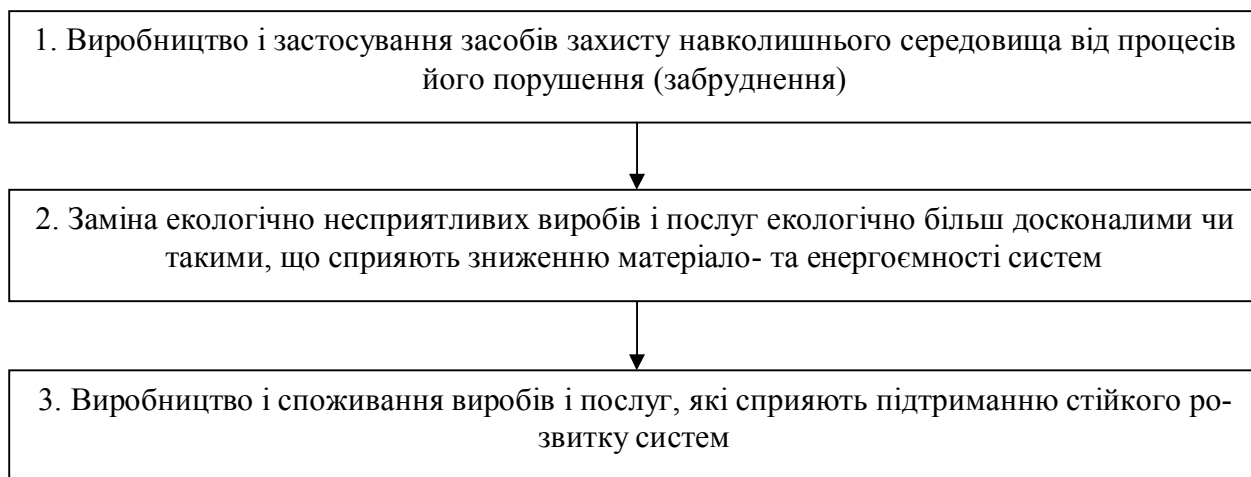 1. Виробництво і застосування засобів захисту навколишнього середовища від процесів
його порушення (забруднення)
2. Заміна екологічно несприятливих виробів і послуг екологічно більш досконалими чи
такими, що сприяють зниженню матеріало- та енергоємності систем
3. Виробництво і споживання виробів і послуг, які сприяють підтриманню стійкого ро-
звитку систем